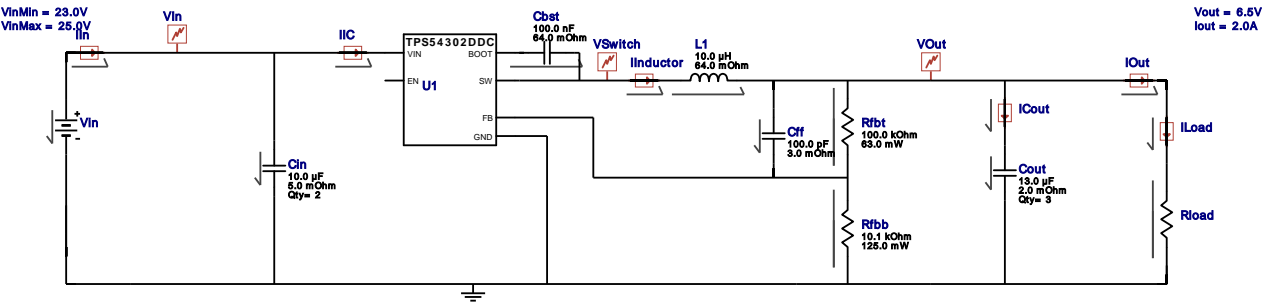 VinMin = 23.0V
VinMax = 25.0V
Iin
Vin
IIC
TPS54302DDC
VIN
BOOT
EN
U1
SW
FB
GND
Cbst
100.0 nF
64.0 mOhm
VSwitch
IInductor
L1
10.0 µH
64.0 mOhm
VOut
IOut
Vout = 6.5V
Iout = 2.0A
+
Vin
-
Cin
10.0 µF
5.0 mOhm
Qty= 2
Cff
100.0 pF
3.0 mOhm
Rfbt
100.0 kOhm
63.0 mW
Rfbb
10.1 kOhm
125.0 mW
ICout
Cout
13.0 µF
2.0 mOhm
Qty= 3
ILoad
Rload